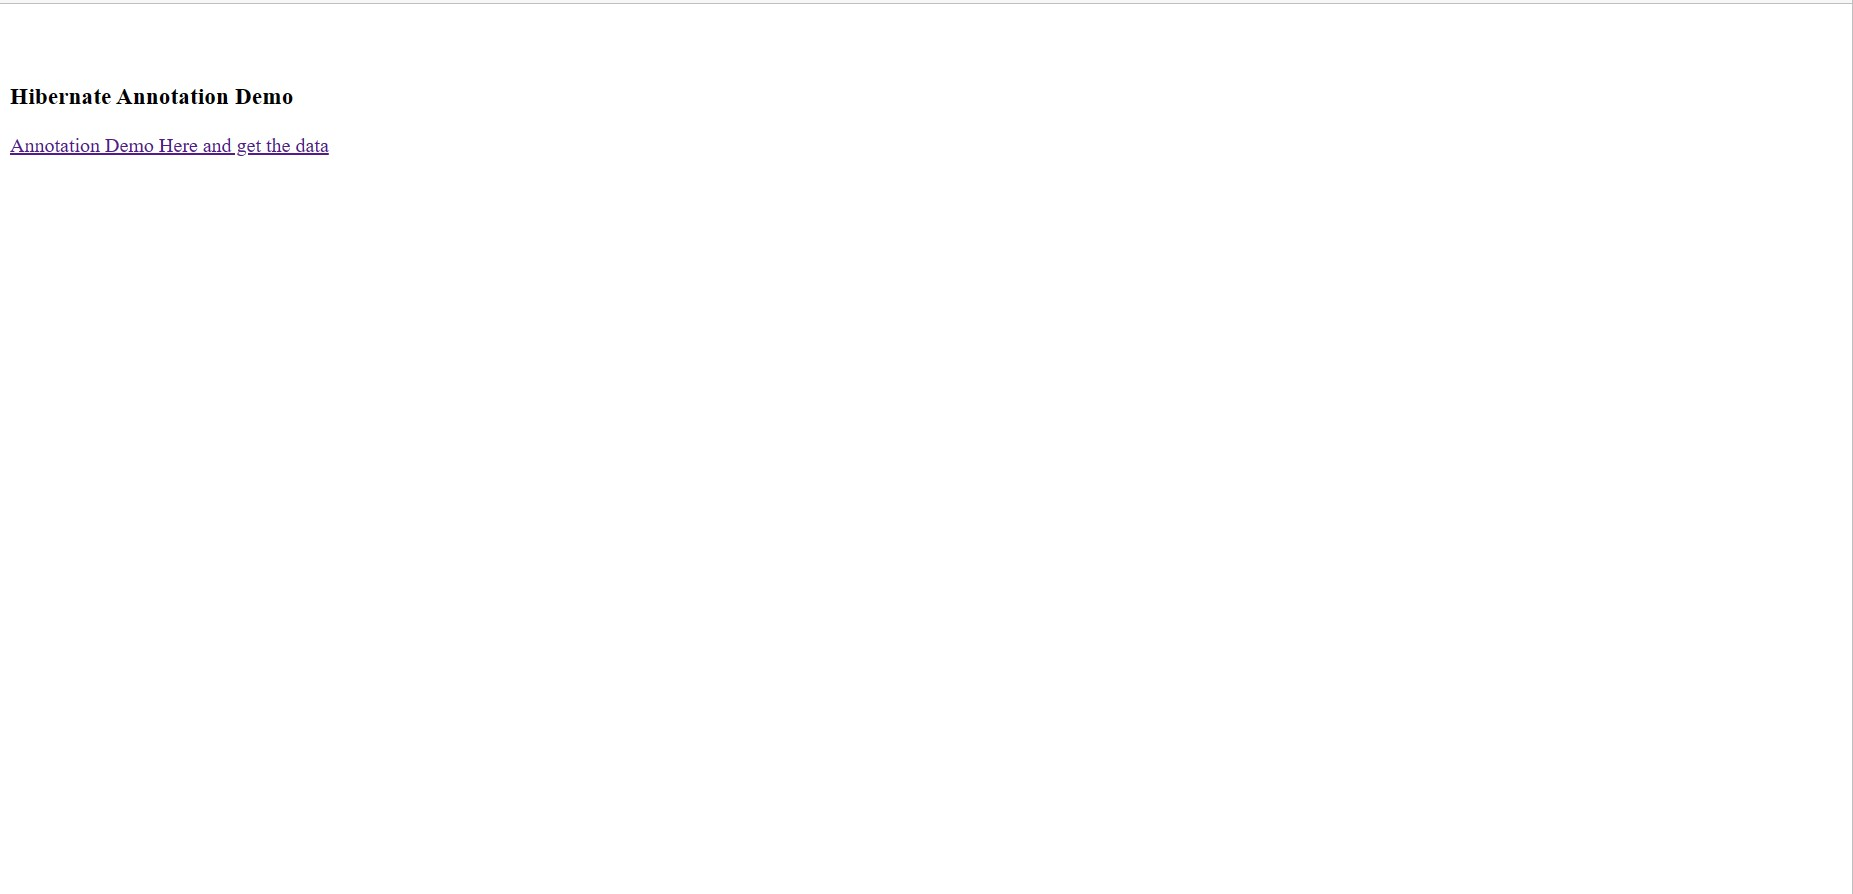 Hibernate Annotation Demo
Annotation Demo Here and get the data